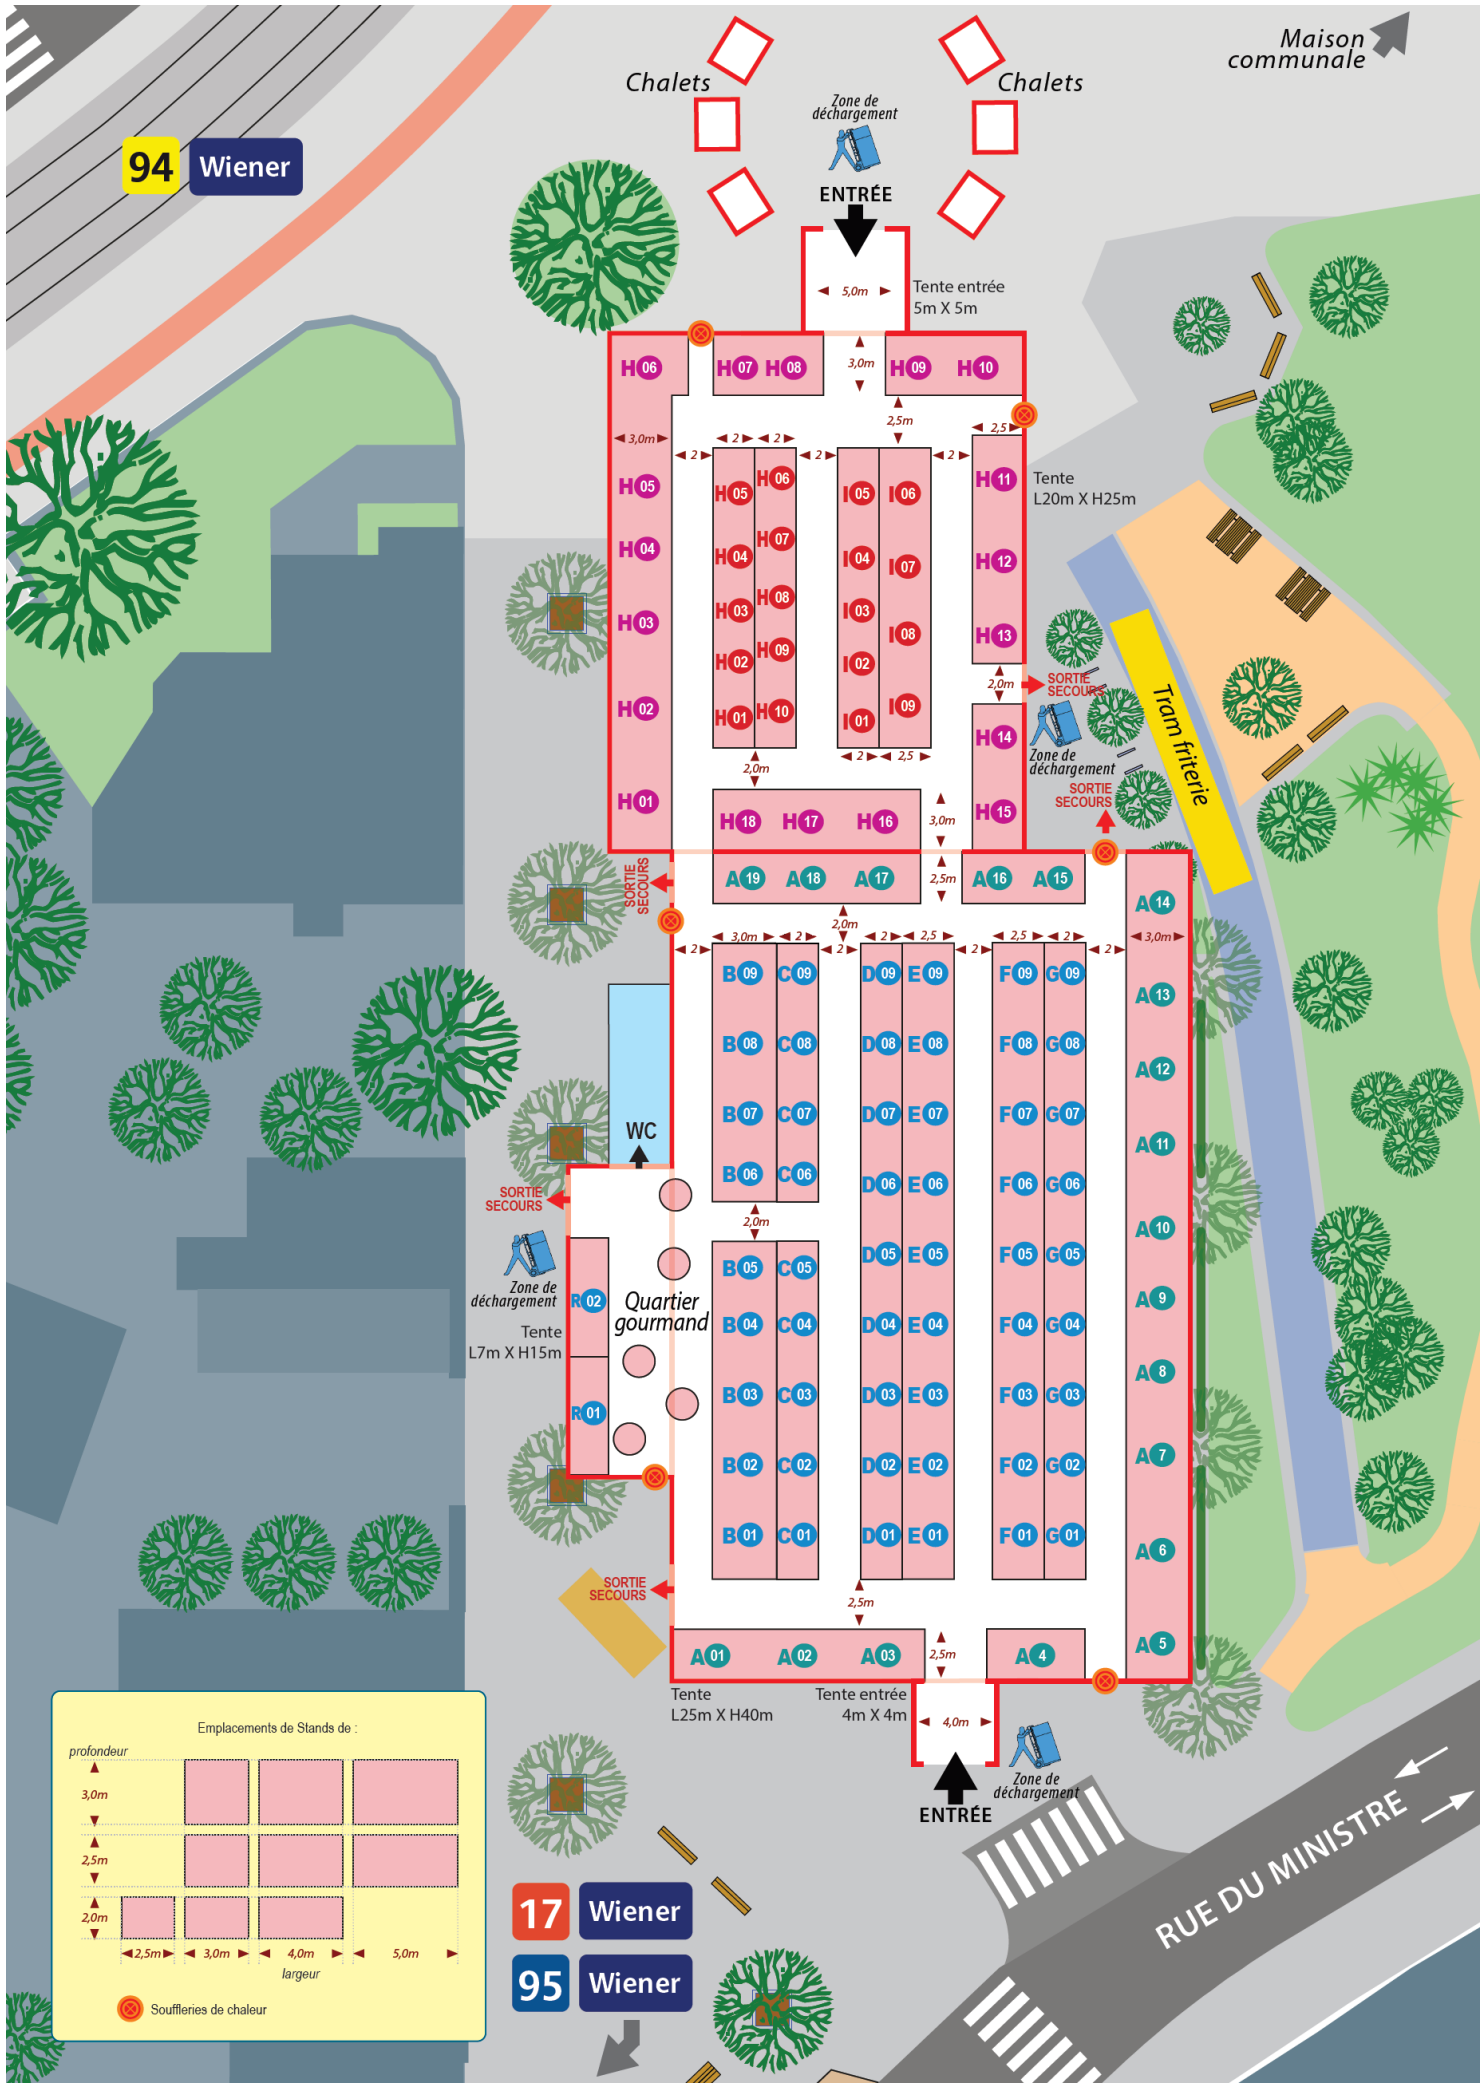 Maison
communale
Chalets
Chalets
Zone de
déchargement
94 Wiener
ENTRÉE
5,0m
Tente entrée
5m X 5m
3,0m
H06
H07 H08
H09 H10
2,5m
3,0m
2 2
2,5
2 2 2
H05
H05 H06
I05 I06
H11
Tente
L20m X H25m
H04
H04 H07
I04 I07
H12
H03
H03 H08
I03 I08
H13
H02
H02 H09
I02 I09
2,0m
SORTIE
SECOURS
H01 H10
I01
H14
Zone de
déchargement
Tram friterie
2,0m
2 2,5
SORTIE
SECOURS
H01
H18 H17 H16
3,0m
H15
SORTIE
SECOURS
A19 A18 A17
2,5m
A16 A15
A14
2,0m
2 3,0m 2 2 2 2,5 2 2,5 2 2 3,0m
B09 C09 D09 E09 F09 G09
A13
B08 C08 D08 E08 F08 G08
A12
B07 C07 D07 E07 F07 G07
A11
WC
B06 C06 D06 E06 F06 G06
SORTIE
SECOURS
2,0m
A10
B05 C05 D05 E05 F05 G05
Zone de
déchargement
R02
Quartier
gourmand
A9
B04 C04 D04 E04 F04 G04
Tente
L7m X H15m
A8
B03 C03 D03 E03 F03 G03
R01
A7
B02 C02 D02 E02 F02 G02
B01 C01 D01 E01 F01 G01
A6
SORTIE
SECOURS
2,5m
A01 A02 A03
2,5m
A4
A5
Tente
L25m X H40m
Tente entrée
4m X 4m
4,0m
Zone de
déchargement
ENTRÉE
RUE DU MINISTRE
Emplacements de Stands de :
profondeur
3,0m
2,5m
2,0m
2,5m 3,0m 4,0m 5,0m
largeur
Souffleries de chaleur
17 Wiener
95 Wiener